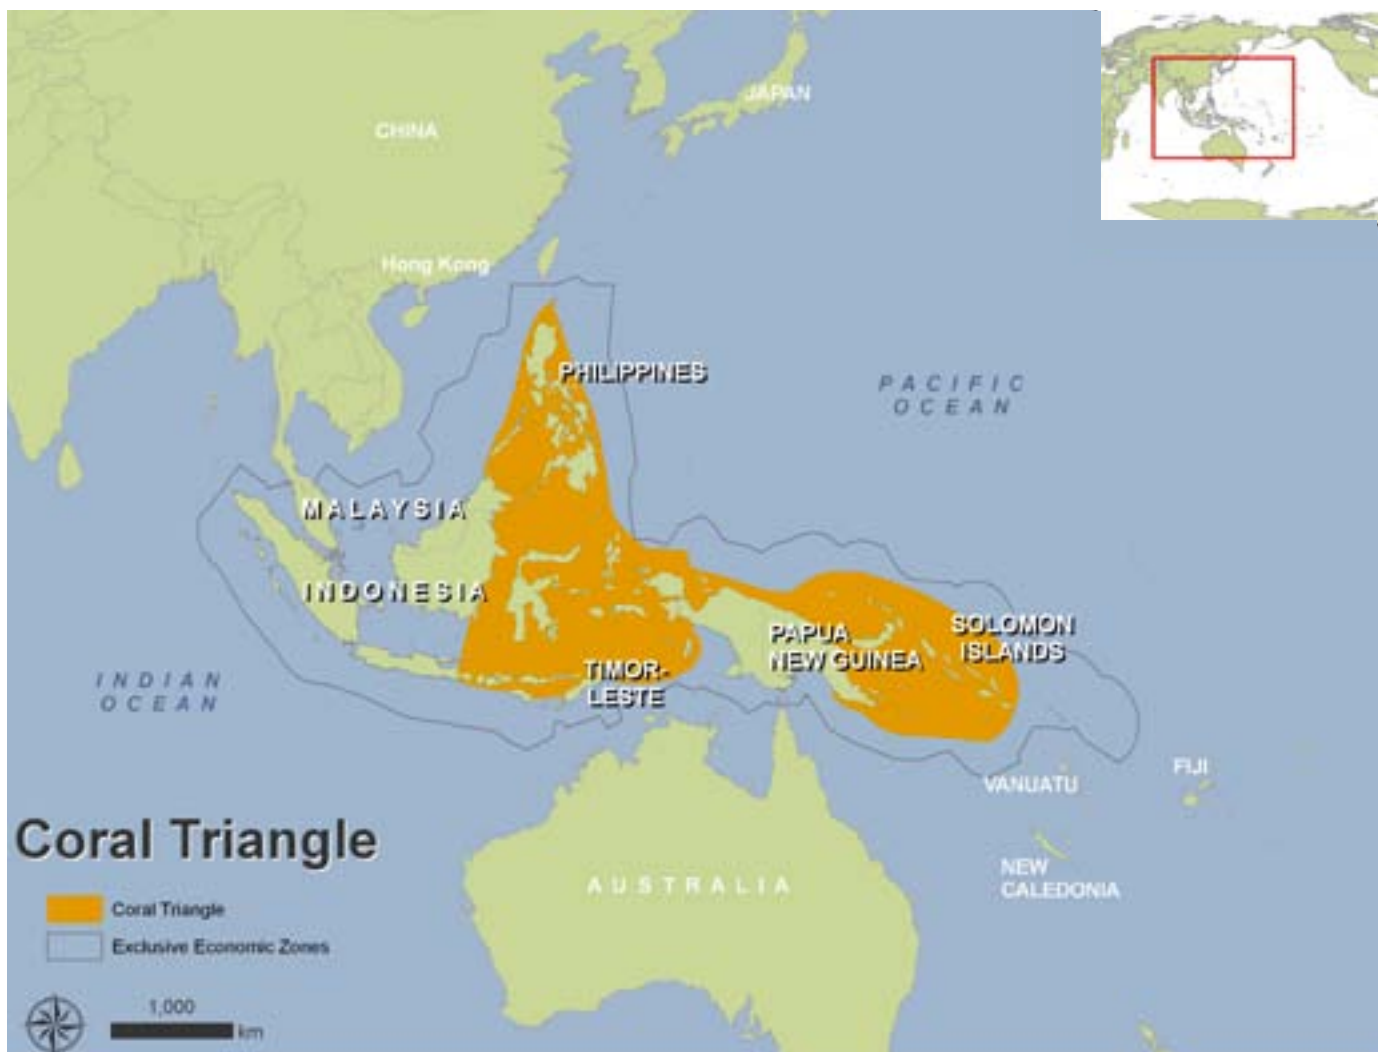 JAPAN
CHINA
Hong Kong
PHILIPPINES
PACIFIC
OCEAN
MALAYSIA
INDONESIA
PAPUA
NEW GUINEA
SOLOMON
ISLANDS
TIMOR-
LESTE
INDIAN
OCEAN
VANUATU
FIJI
Coral Triangle
NEW
CALEDONIA
AUSTRALIA
Coral Triangle
Exclusive Economic Zones
1,000
km